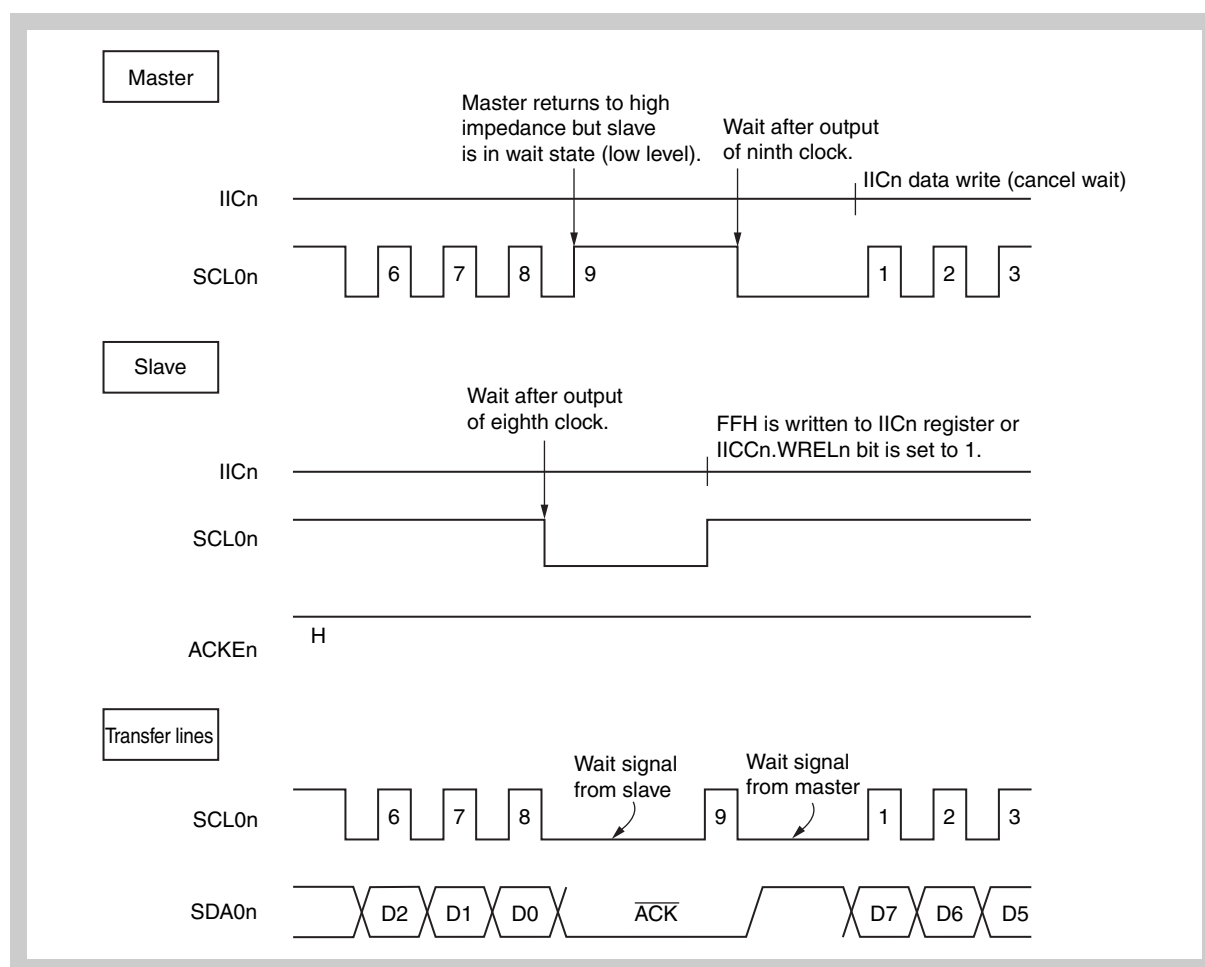 Master
Master returns to high
impedance but slave
is in wait state (low level).
Wait after output
of ninth clock.
IICn data write (cancel wait)
IICn
SCL0n
6 7 8 9 1 2 3
Slave
Wait after output
of eighth clock.
FFH is written to IICn register or
IICCn.WRELn bit is set to 1.
IICn
SCL0n
H
ACKEn
Transfer lines
Wait signal
from slave
Wait signal
from master
SCL0n
6 7 8 9 1 2 3
SDA0n
D2 D1 D0 ACK D7 D6 D5